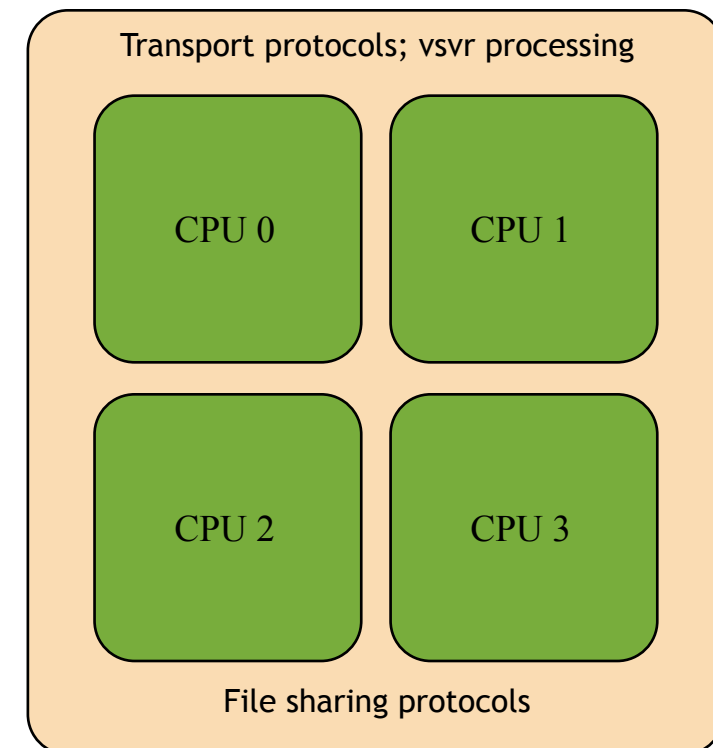 Transport protocols; vsvr processing
CPU 0
CPU 1
CPU 2
CPU 3
File sharing protocols